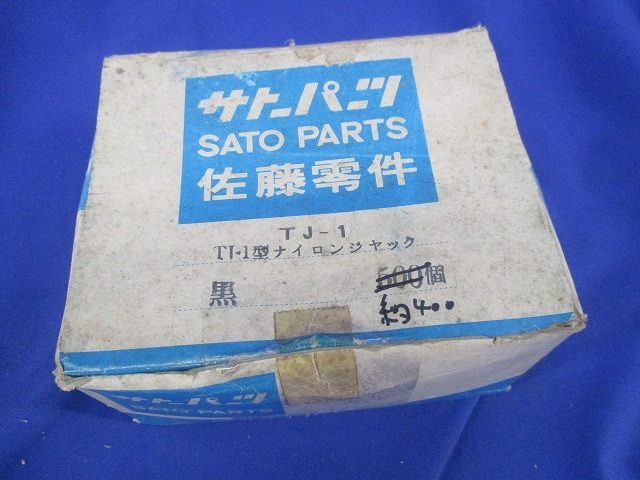 サトーパーツ
SATO PARTS
佐藤零件
TJ-1
TJ・1型ナイロンジャック
黒 500個
約400
サトーパーツ
SATO PARTS